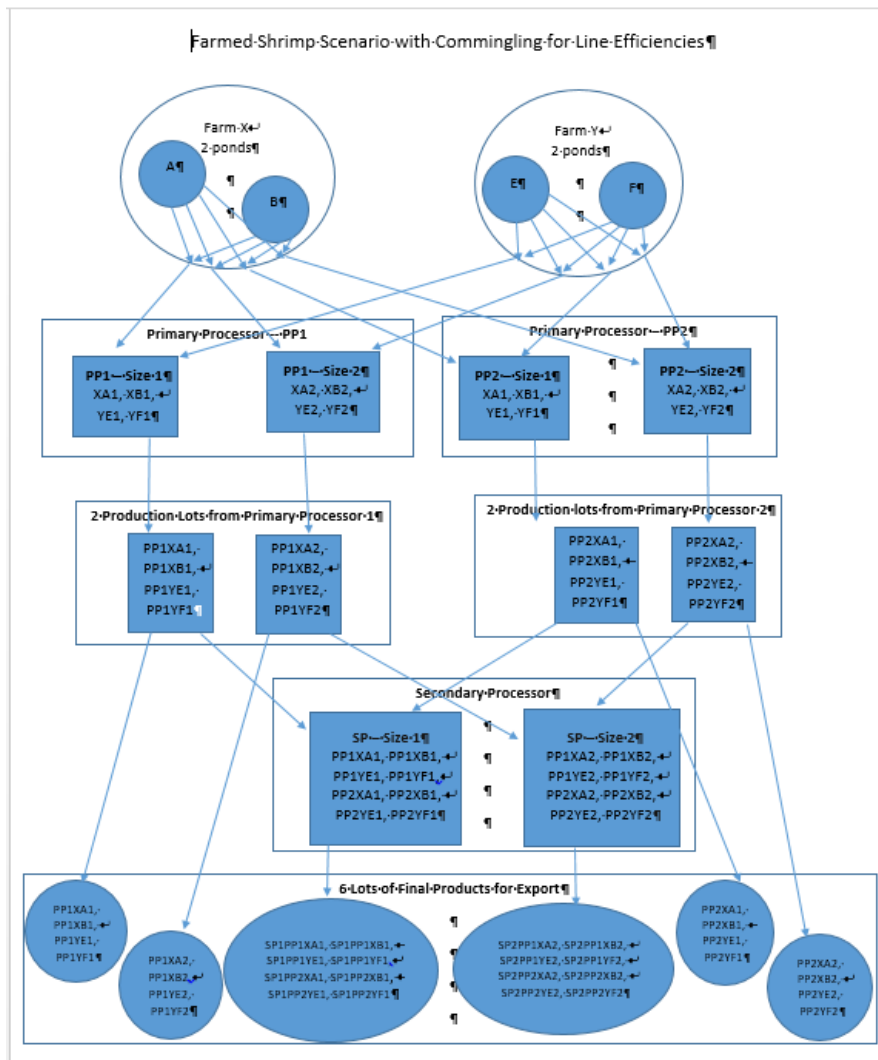 Farmed Shrimp Scenario with Commingling for Line Efficiencies¶
Farm X↵
2 ponds¶
A¶
¶
B¶
¶
Farm Y↵
2 ponds¶
E¶
¶
F¶
¶
Primary Processor – PP1
PP1 – Size 1¶
XA1, XB1,↵
YE1, YF1¶
PP1 – Size 2¶
XA2, XB2,↵
YE2, YF2¶
Primary Processor – PP2¶
PP2 – Size 1¶
XA1, XB1,↵
YE1, YF1¶
¶
¶
¶
¶
PP2 – Size 2¶
XA2, XB2,↵
YE2, YF2¶
2 Production Lots from Primary Processor 1¶
PP1XA1,
PP1XB1,↵
PP1YE1,
PP1YF1¶
PP1XA2,
PP1XB2,↵
PP1YE2,
PP1YF2¶
2 Production lots from Primary Processor 2¶
PP2XA1,
PP2XB1,↵
PP2YE1,
PP2YF1¶
PP2XA2,
PP2XB2,↵
PP2YE2,
PP2YF2¶
Secondary Processor¶
SP – Size 1¶
PP1XA1, PP1XB1,↵
PP1YE1, PP1YF1,↵
PP2XA1, PP2XB1,↵
PP2YE1, PP2YF1¶
¶
¶
¶
¶
SP – Size 2¶
PP1XA2, PP1XB2,↵
PP1YE2, PP1YF2,↵
PP2XA2, PP2XB2,↵
PP2YE2, PP2YF2¶
6 Lots of Final Products for Export¶
PP1XA1,
PP1XB1,↵
PP1YE1,
PP1YF1¶
PP1XA2,
PP1XB2,↵
PP1YE2,
PP1YF2¶
SP1PP1XA1, SP1PP1XB1,↵
SP1PP1YE1, SP1PP1YF1,↵
SP1PP2XA1, SP1PP2XB1,↵
SP1PP2YE1, SP1PP2YF1¶
¶
¶
¶
¶
SP2PP1XA2, SP2PP1XB2,↵
SP2PP1YE2, SP2PP1YF2,↵
SP2PP2XA2, SP2PP2XB2,↵
SP2PP2YE2, SP2PP2YF2¶
PP2XA1,
PP2XB1,↵
PP2YE1,
PP2YF1¶
PP2XA2,
PP2XB2,↵
PP2YE2,
PP2YF2¶